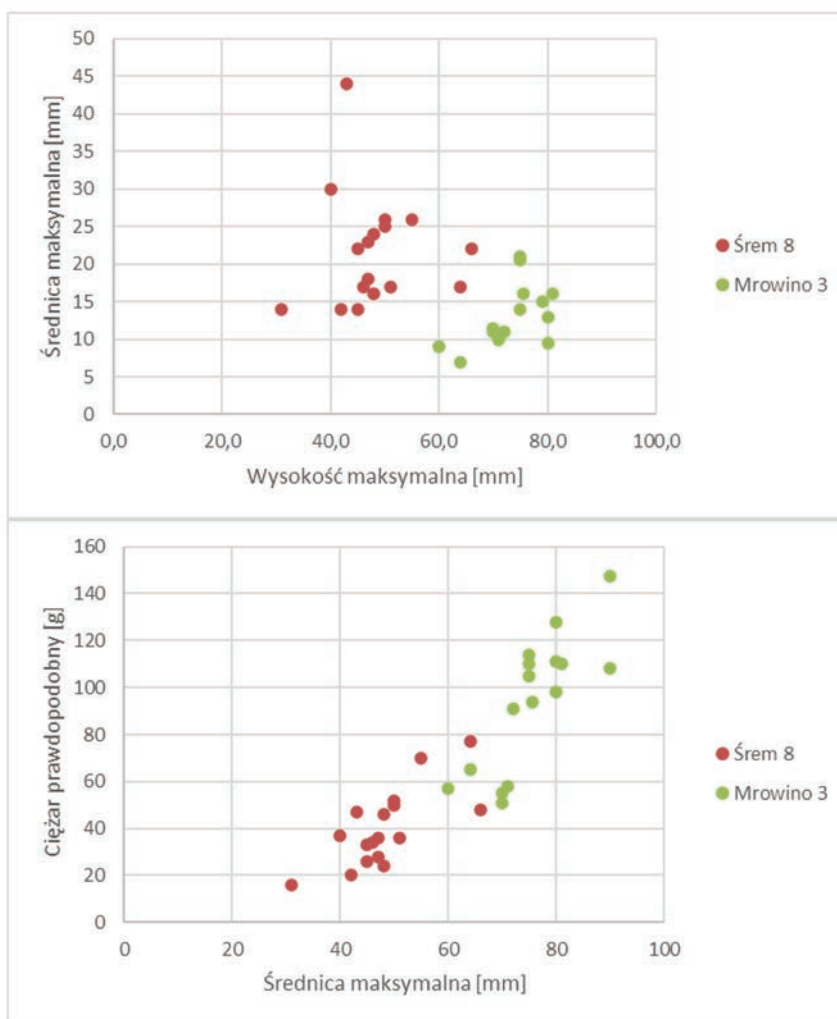 50
45
40
35
30
25
20
15
10
5
0
Średnica maksymalna [mm]
0,0 20,0 40,0 60,0 80,0 100,0
Wysokość maksymalna [mm]
Śrem 8
Mrowino 3
160
140
120
100
80
60
40
20
0
Ciężar prawdopodobny [g]
0 20 40 60 80 100
Średnica maksymalna [mm]
Śrem 8
Mrowino 3